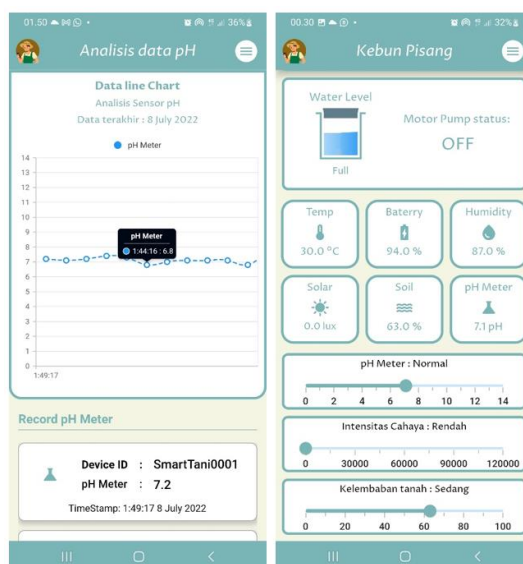 01.50
36%
Analisis data pH
Data line Chart
Analisis Sensor pH
Data terakhir : 8 July 2022
pH Meter
14
13
12
11
10
9
8
7
6
5
4
3
2
1
0
pH Meter
1:44:16 : 6.8
1:49:17
Record pH Meter
Device ID : SmartTani0001
pH Meter : 7.2
TimeStamp: 1:49:17 8 July 2022
00.30
32%
Kebun Pisang
Water Level
Full
Motor Pump status:
OFF
Temp
30.0 °C
Baterry
94.0 %
Humidity
87.0 %
Solar
0.0 lux
Soil
63.0 %
pH Meter
7.1 pH
pH Meter : Normal
0 2 4 6 8 10 12 14
Intensitas Cahaya : Rendah
0 30000 60000 90000 120000
Kelembaban tanah : Sedang
0 20 40 60 80 100